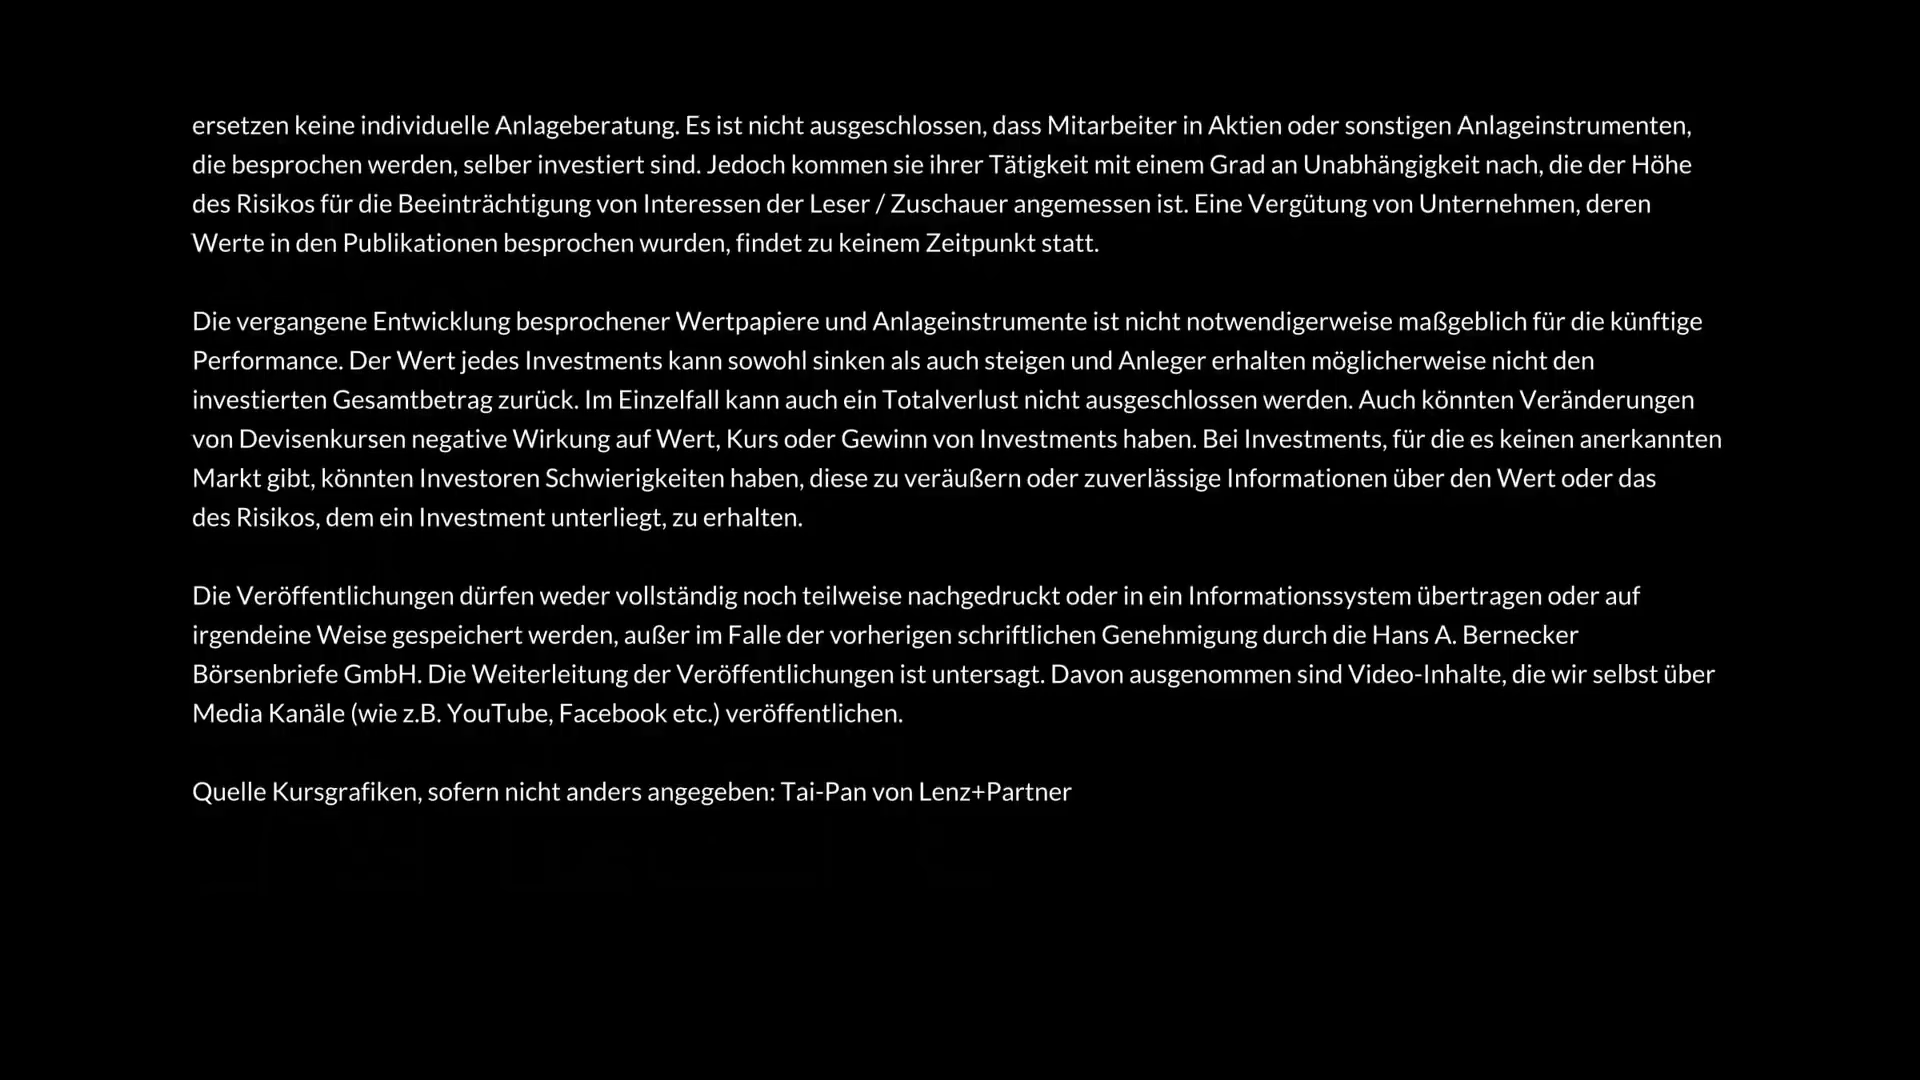 ersetzen keine individuelle Anlageberatung. Es ist nicht ausgeschlossen, dass Mitarbeiter in Aktien oder sonstigen Anlageinstrumenten,
die besprochen werden, selber investiert sind. Jedoch kommen sie ihrer Tätigkeit mit einem Grad an Unabhängigkeit nach, die der Höhe
des Risikos für die Beeinträchtigung von Interessen der Leser / Zuschauer angemessen ist. Eine Vergütung von Unternehmen, deren
Werte in den Publikationen besprochen wurden, findet zu keinem Zeitpunkt statt.

Die vergangene Entwicklung besprochener Wertpapiere und Anlageinstrumente ist nicht notwendigerweise maßgeblich für die künftige
Performance. Der Wert jedes Investments kann sowohl sinken als auch steigen und Anleger erhalten möglicherweise nicht den
investierten Gesamtbetrag zurück. Im Einzelfall kann auch ein Totalverlust nicht ausgeschlossen werden. Auch könnten Veränderungen
von Devisenkursen negative Wirkung auf Wert, Kurs oder Gewinn von Investments haben. Bei Investments, für die es keinen anerkannten
Markt gibt, könnten Investoren Schwierigkeiten haben, diese zu veräußern oder zuverlässige Informationen über den Wert oder das
des Risikos, dem ein Investment unterliegt, zu erhalten.

Die Veröffentlichungen dürfen weder vollständig noch teilweise nachgedruckt oder in ein Informationssystem übertragen oder auf
irgendeine Weise gespeichert werden, außer im Falle der vorherigen schriftlichen Genehmigung durch die Hans A. Bernecker
Börsenbriefe GmbH. Die Weiterleitung der Veröffentlichungen ist untersagt. Davon ausgenommen sind Video-Inhalte, die wir selbst über
Media Kanäle (wie z.B. YouTube, Facebook etc.) veröffentlichen.

Quelle Kursgrafiken, sofern nicht anders angegeben: Tai-Pan von Lenz+Partner